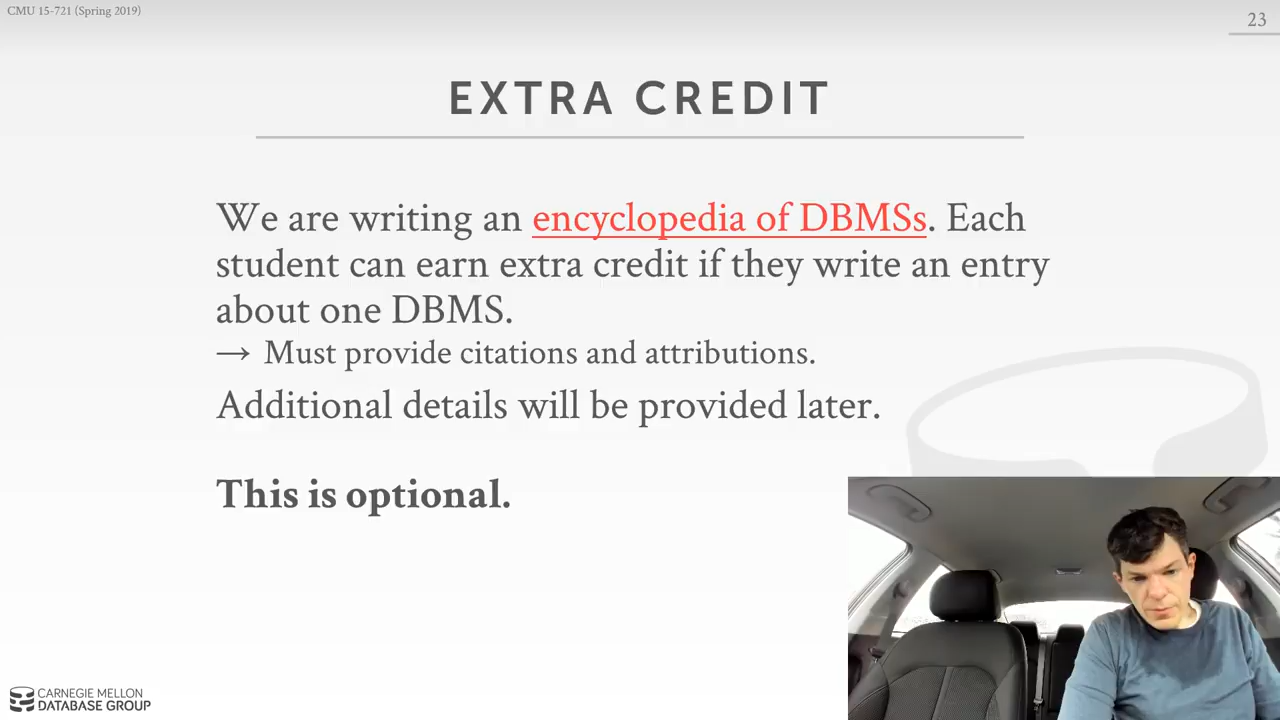 CMU 15-721 (Spring 2019)
23
EXTRA CREDIT
We are writing an encyclopedia of DBMSs. Each
student can earn extra credit if they write an entry
about one DBMS.
→ Must provide citations and attributions.
Additional details will be provided later.
This is optional.
CARNEGIE MELLON
DATABASE GROUP